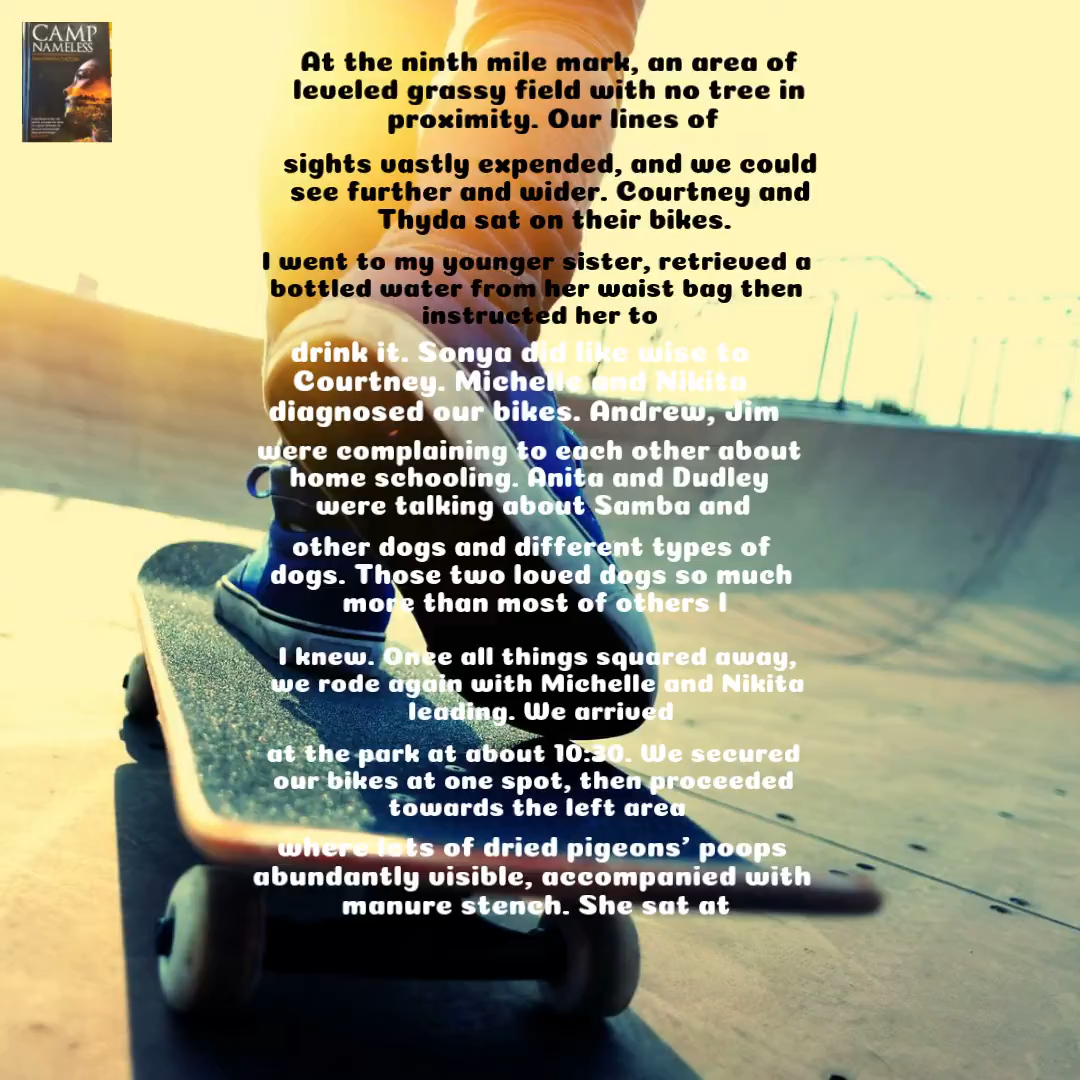 CAMP
NAMELESS
At the ninth mile mark, an area of
leveled grassy field with no tree in
proximity. Our lines of
sights vastly expended, and we could
see further and wider. Courtney and
Thyda sat on their bikes.
I went to my younger sister, retrieved a
bottled water from her waist bag then
instructed her to
drink it. Sonya did like wise to
Courtney. Michelle and Nikita
diagnosed our bikes. Andrew, Jim
were complaining to each other about
home schooling. Anita and Dudley
were talking about Samba and
other dogs and different types of
dogs. Those two loved dogs so much
more than most of others I
I knew. Once all things squared away,
we rode again with Michelle and Nikita
leading. We arrived
at the park at about 10:30. We secured
our bikes at one spot, then proceeded
towards the left area
where lots of dried pigeons’ poops
abundantly visible, accompanied with
manure stench. She sat at